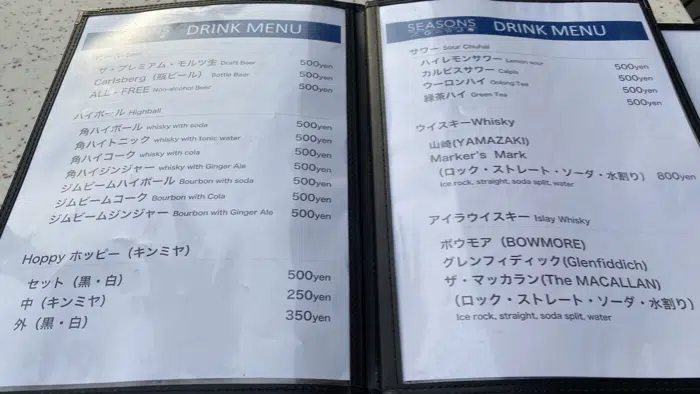 DRINK MENU
ザ・プレミアム・モルツ生 Draft Beer 500yen
Carlsberg（瓶ビール） Bottle Beer 500yen
ALL - FREE Non-alcohol Beer 500yen
ハイボール Highball
角ハイボール whisky with soda 500yen
角ハイトニック whisky with tonic water 500yen
角ハイコーク whisky with cola 500yen
角ハイジンジャー whisky with Ginger Ale 500yen
ジムビームハイボール Bourbon with soda 500yen
ジムビームコーク Bourbon with Cola 500yen
ジムビームジンジャー Bourbon with Ginger Ale 500yen
Hoppy ホッピー（キンミヤ）
セット（黒・白） 500yen
中（キンミヤ） 250yen
外（黒・白） 350yen
SEASONS DRINK MENU
サワー Sour Chuhai
ハイレモンサワー Lemon sour 500yen
カルピスサワー Calpis 500yen
ウーロンハイ Oolong Tea 500yen
緑茶ハイ Green Tea 500yen
ウイスキーWhisky
山崎(YAMAZAKI)
Marker's Mark
（ロック・ストレート・ソーダ・水割り） 800yen
Ice rock, straight, soda split, water
アイラウイスキー Islay Whisky
ボウモア（BOWMORE）
グレンフィディック(Glenfiddich)
ザ・マッカラン(The MACALLAN)
（ロック・ストレート・ソーダ・水割り）
Ice rock, straight, soda split, water